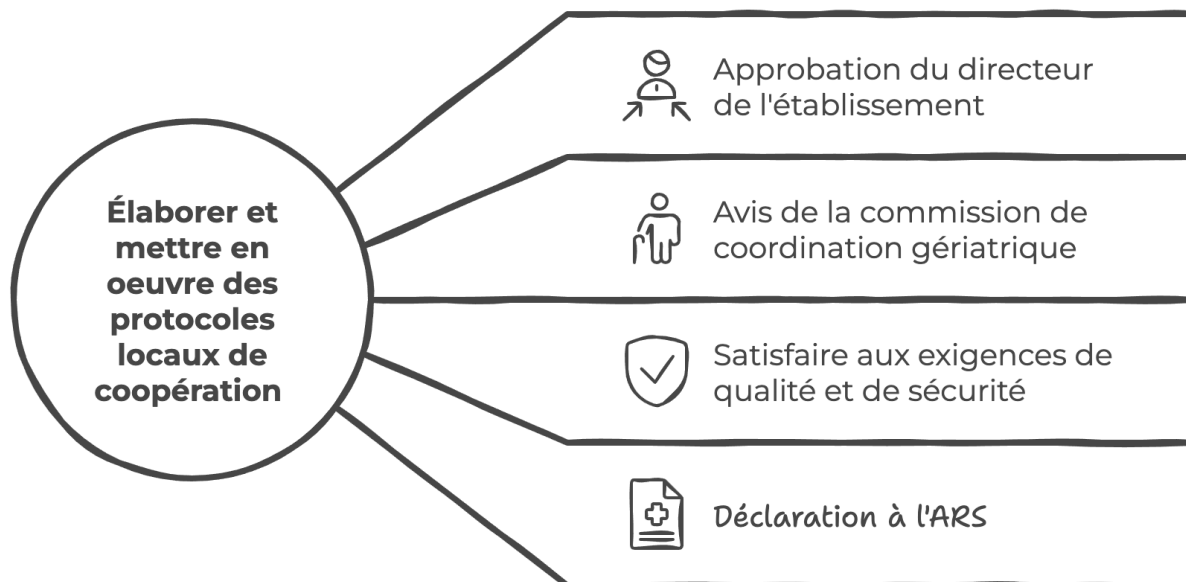 Élaborer et
mettre en
oeuvre des
protocoles
locaux de
coopération
Approbation du directeur
de l'établissement
Avis de la commission de
coordination gériatrique
Satisfaire aux exigences de
qualité et de sécurité
Déclaration à l'ARS